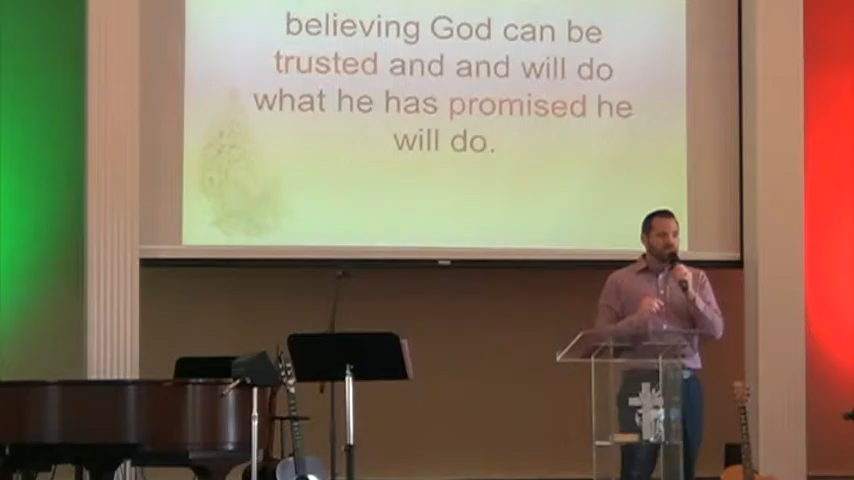 believing God can be
trusted and and will do
what he has promised he
will do.